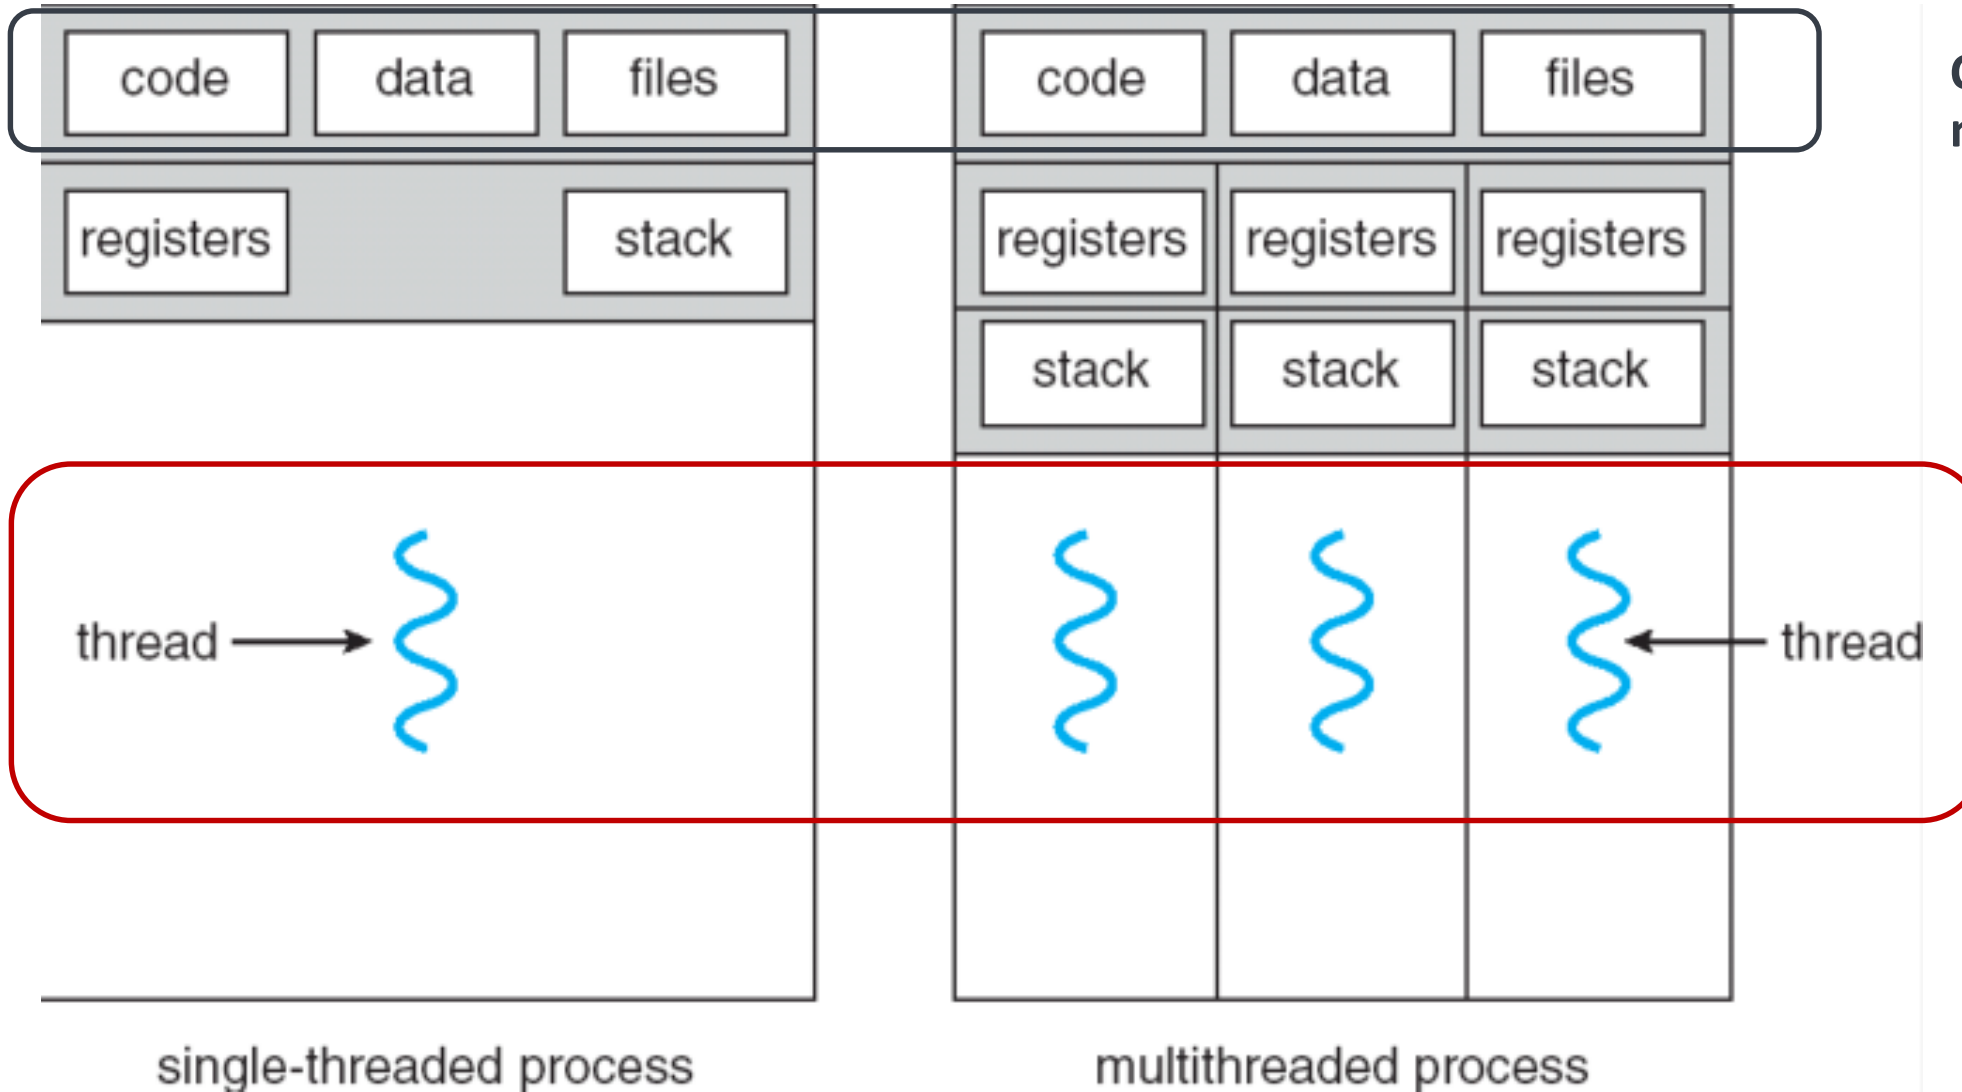 code data files code data files
registers stack registers registers registers
stack stack stack
thread thread
single-threaded process multithreaded process